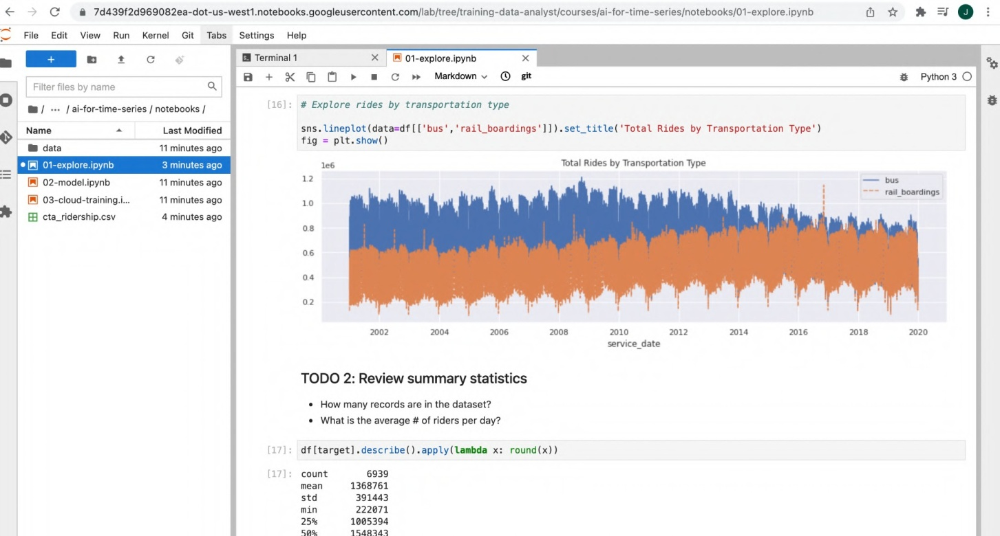 7d439f2d969082ea-dot-us-west1.notebooks.googleusercontent.com/lab/tree/training-data-analyst/courses/ai-for-time-series/notebooks/01-explore.ipynb
J
File Edit View Run Kernel Git Tabs Settings Help
+
Filter files by name
/ ··· / ai-for-time-series / notebooks /
Name Last Modified
data 11 minutes ago
01-explore.ipynb 3 minutes ago
02-model.ipynb 11 minutes ago
03-cloud-training.i... 11 minutes ago
cta_ridership.csv 4 minutes ago
Terminal 1
01-explore.ipynb
Markdown
git
Python 3
[16]: # Explore rides by transportation type
sns.lineplot(data=df[['bus','rail_boardings']]).set_title('Total Rides by Transportation Type')
fig = plt.show()
Total Rides by Transportation Type
1e6
bus
rail_boardings
1.2
1.0
0.8
0.6
0.4
0.2
2002 2004 2006 2008 2010 2012 2014 2016 2018 2020
service_date
TODO 2: Review summary statistics
• How many records are in the dataset?
• What is the average # of riders per day?
[17]: df[target].describe().apply(lambda x: round(x))
[17]: count 6939
mean 1368761
std 391443
min 222071
25% 1005394
50% 1548343